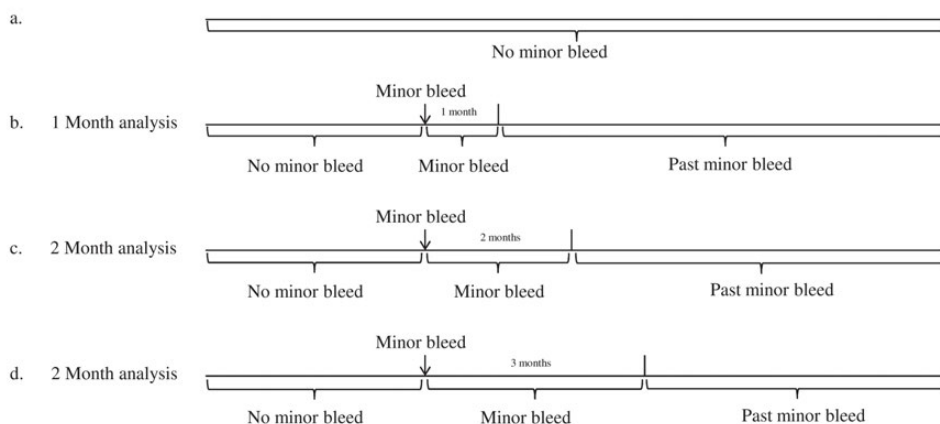 a.
No minor bleed
Minor bleed
b. 1 Month analysis 1 month
No minor bleed Minor bleed Past minor bleed
Minor bleed
c. 2 Month analysis 2 months
No minor bleed Minor bleed Past minor bleed
Minor bleed
d. 2 Month analysis 3 months
No minor bleed Minor bleed Past minor bleed